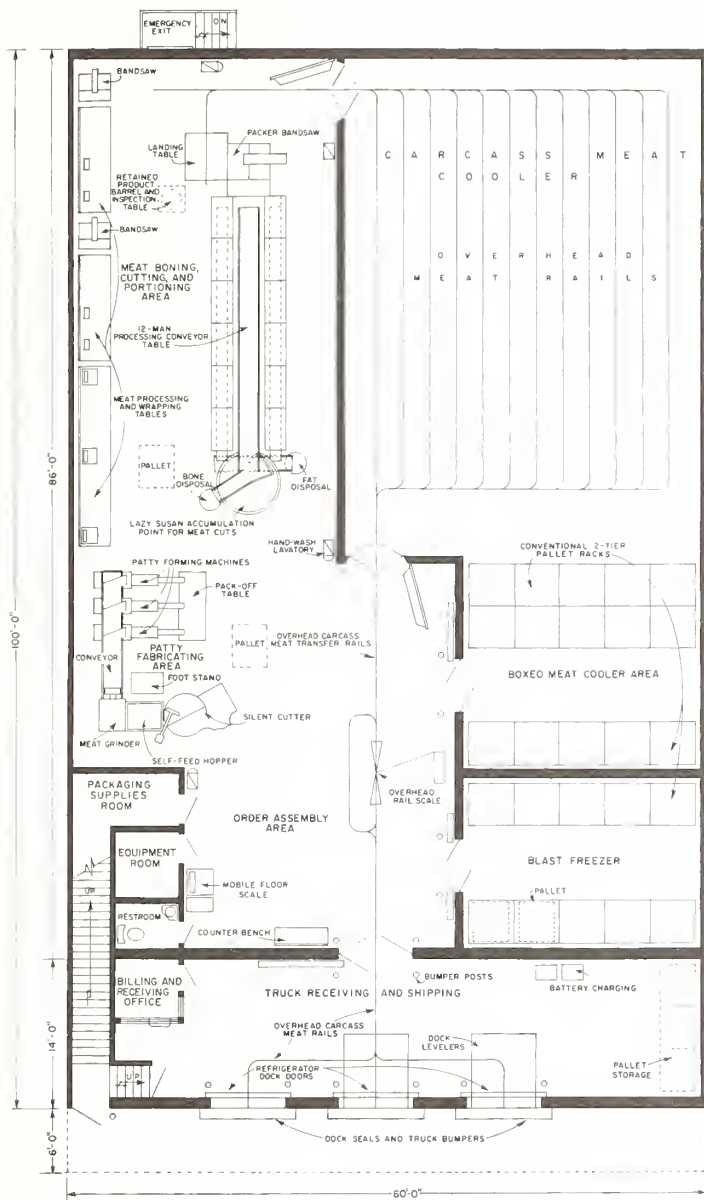 EMERGENCY
EXIT
DN
BANDSAW
PACKER BANDSAW
LANDING
TABLE
RETAINED
PRODUCT
BARREL AND
INSPECTION
TABLE
BANDSAW
MEAT BONING,
CUTTING, AND
PORTIONING
AREA
12-MAN
PROCESSING CONVEYOR
TABLE
MEAT PROCESSING
AND WRAPPING
TABLES
PALLET
BONE
DISPOSAL
FAT
DISPOSAL
LAZY SUSAN ACCUMULATION
POINT FOR MEAT CUTS
CARCASS MEAT
COOLER
OVERHEAD
MEAT RAILS
HAND-WASH
LAVATORY
CONVENTIONAL 2-TIER
PALLET RACKS
PATTY FORMING MACHINES
PACK-OFF
TABLE
CONVEYOR
PATTY
FABRICATING
AREA
PALLET
OVERHEAD CARCASS
MEAT TRANSFER RAILS
BOXED MEAT COOLER AREA
FOOT STAND
SILENT CUTTER
MEAT GRINDER
SELF-FEED HOPPER
PACKAGING
SUPPLIES
ROOM
OVERHEAD
RAIL SCALE
ORDER ASSEMBLY
AREA
EQUIPMENT
ROOM
BLAST FREEZER
UP
MOBILE FLOOR
SCALE
PALLET
RESTROOM
COUNTER BENCH
BILLING AND
RECEIVING
OFFICE
TRUCK RECEIVING AND SHIPPING
BUMPER POSTS
BATTERY CHARGING
OVERHEAD CARCASS
MEAT RAILS
DOCK
LEVELERS
REFRIGERATOR
DOCK DOORS
PALLET
STORAGE
UP
DOCK SEALS AND TRUCK BUMPERS
100'-0"
86'-0"
14'-0"
6'-0"
60'-0"